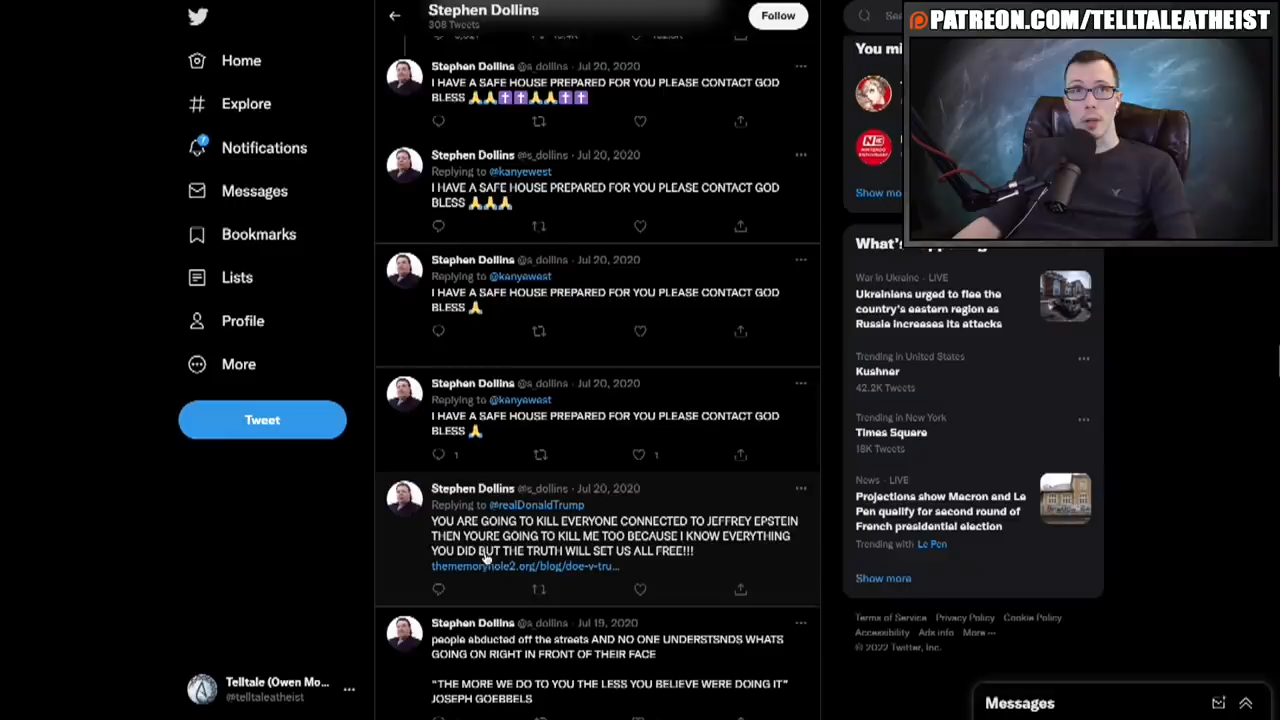 PATREON.COM/TELLTALEATHEIST
Home
Explore
Notifications
Messages
Bookmarks
Lists
Profile
More
Tweet
Telltale (Owen Mo...
@telltaleatheist
Stephen Dollins
308 Tweets
Follow
Stephen Dollins @s_dollins · Jul 20, 2020
I HAVE A SAFE HOUSE PREPARED FOR YOU PLEASE CONTACT GOD
BLESS 🙏🙏✝️✝️🙏🙏✝️✝️
Stephen Dollins @s_dollins · Jul 20, 2020
Replying to @kanyewest
I HAVE A SAFE HOUSE PREPARED FOR YOU PLEASE CONTACT GOD
BLESS 🙏🙏🙏
Stephen Dollins @s_dollins · Jul 20, 2020
Replying to @kanyewest
I HAVE A SAFE HOUSE PREPARED FOR YOU PLEASE CONTACT GOD
BLESS 🙏
Stephen Dollins @s_dollins · Jul 20, 2020
Replying to @kanyewest
I HAVE A SAFE HOUSE PREPARED FOR YOU PLEASE CONTACT GOD
BLESS 🙏
1 1
Stephen Dollins @s_dollins · Jul 20, 2020
Replying to @realDonaldTrump
YOU ARE GOING TO KILL EVERYONE CONNECTED TO JEFFREY EPSTEIN
THEN YOURE GOING TO KILL ME TOO BECAUSE I KNOW EVERYTHING
YOU DID BUT THE TRUTH WILL SET US ALL FREE!!!
thememoryhole2.org/blog/doe-v-tru...
Stephen Dollins @s_dollins · Jul 19, 2020
people abducted off the streets AND NO ONE UNDERSTSNDS WHATS
GOING ON RIGHT IN FRONT OF THEIR FACE
"THE MORE WE DO TO YOU THE LESS YOU BELIEVE WERE DOING IT"
JOSEPH GOEBBELS
You mi
Show mo
What's
War in Ukraine · LIVE
Ukrainians urged to flee the
country's eastern region as
Russia increases its attacks
Trending in United States
Kushner
42.2K Tweets
Trending in New York
Times Square
18K Tweets
News · LIVE
Projections show Macron and Le
Pen qualify for second round of
French presidential election
Trending with Le Pen
Show more
Terms of Service Privacy Policy Cookie Policy
Accessibility Ads info More ···
© 2022 Twitter, Inc.
Messages